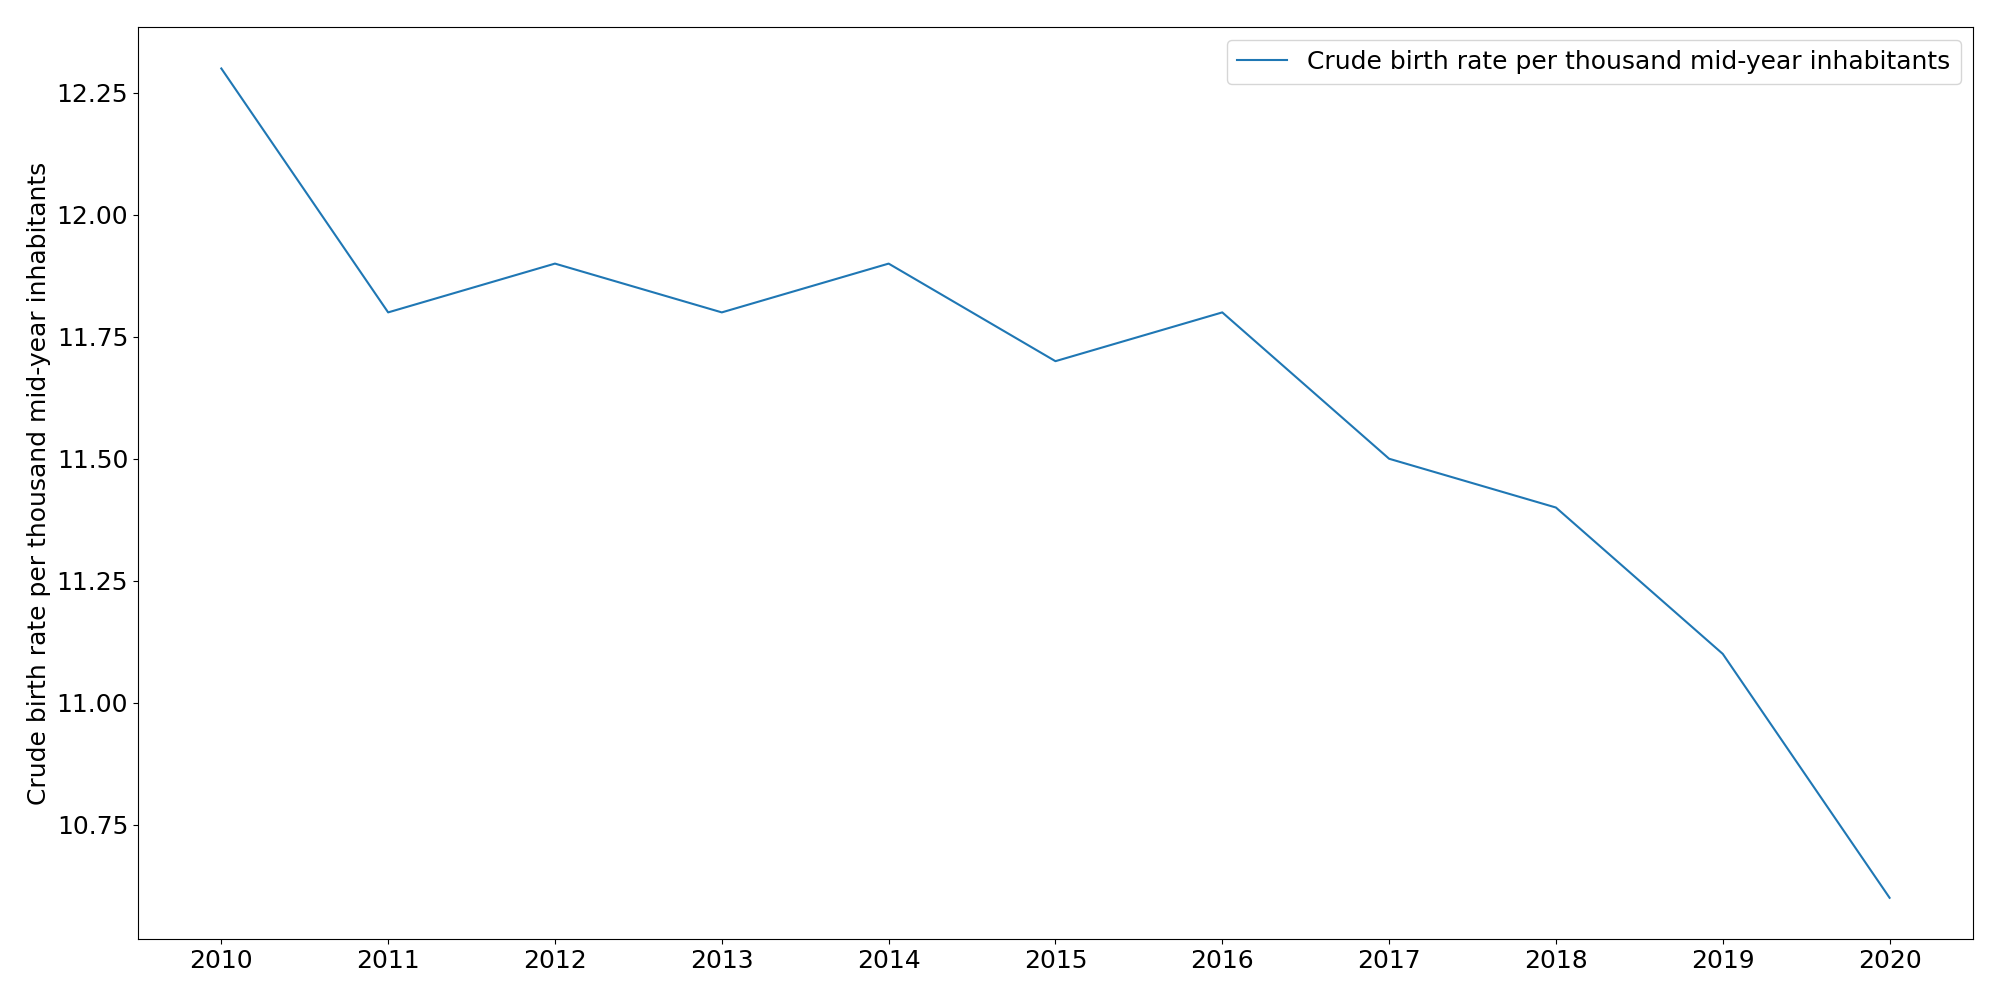 Crude birth rate per thousand mid-year inhabitants
Crude birth rate per thousand mid-year inhabitants
12.25
12.00
11.75
11.50
11.25
11.00
10.75
2010 2011 2012 2013 2014 2015 2016 2017 2018 2019 2020